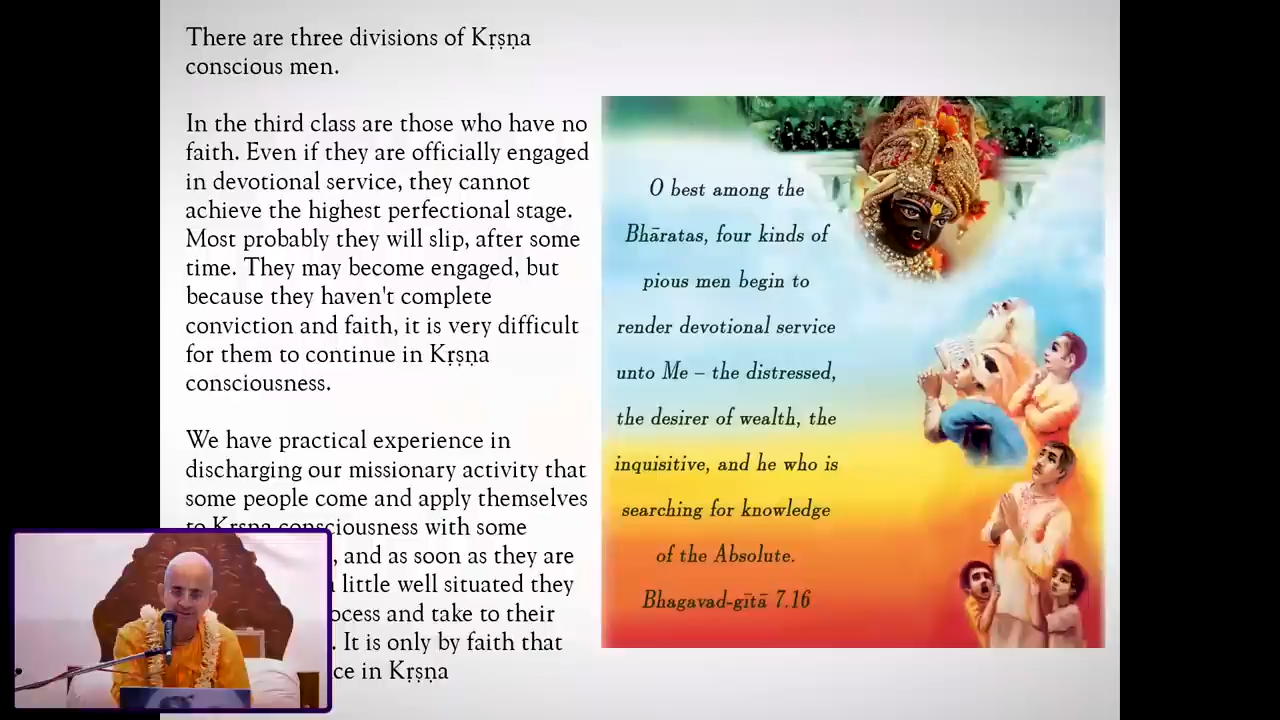 There are three divisions of Kṛṣṇa
conscious men.
In the third class are those who have no
faith. Even if they are officially engaged
in devotional service, they cannot
achieve the highest perfectional stage.
Most probably they will slip, after some
time. They may become engaged, but
because they haven't complete
conviction and faith, it is very difficult
for them to continue in Kṛṣṇa
consciousness.
We have practical experience in
discharging our missionary activity that
some people come and apply themselves
to Kṛṣṇa consciousness with some
, and as soon as they are
little well situated they
and take to their
. It is only by faith that
in Kṛṣṇa
O best among the
Bhāratas, four kinds of
pious men begin to
render devotional service
unto Me – the distressed,
the desirer of wealth, the
inquisitive, and he who is
searching for knowledge
of the Absolute.
Bhagavad-gītā 7.16